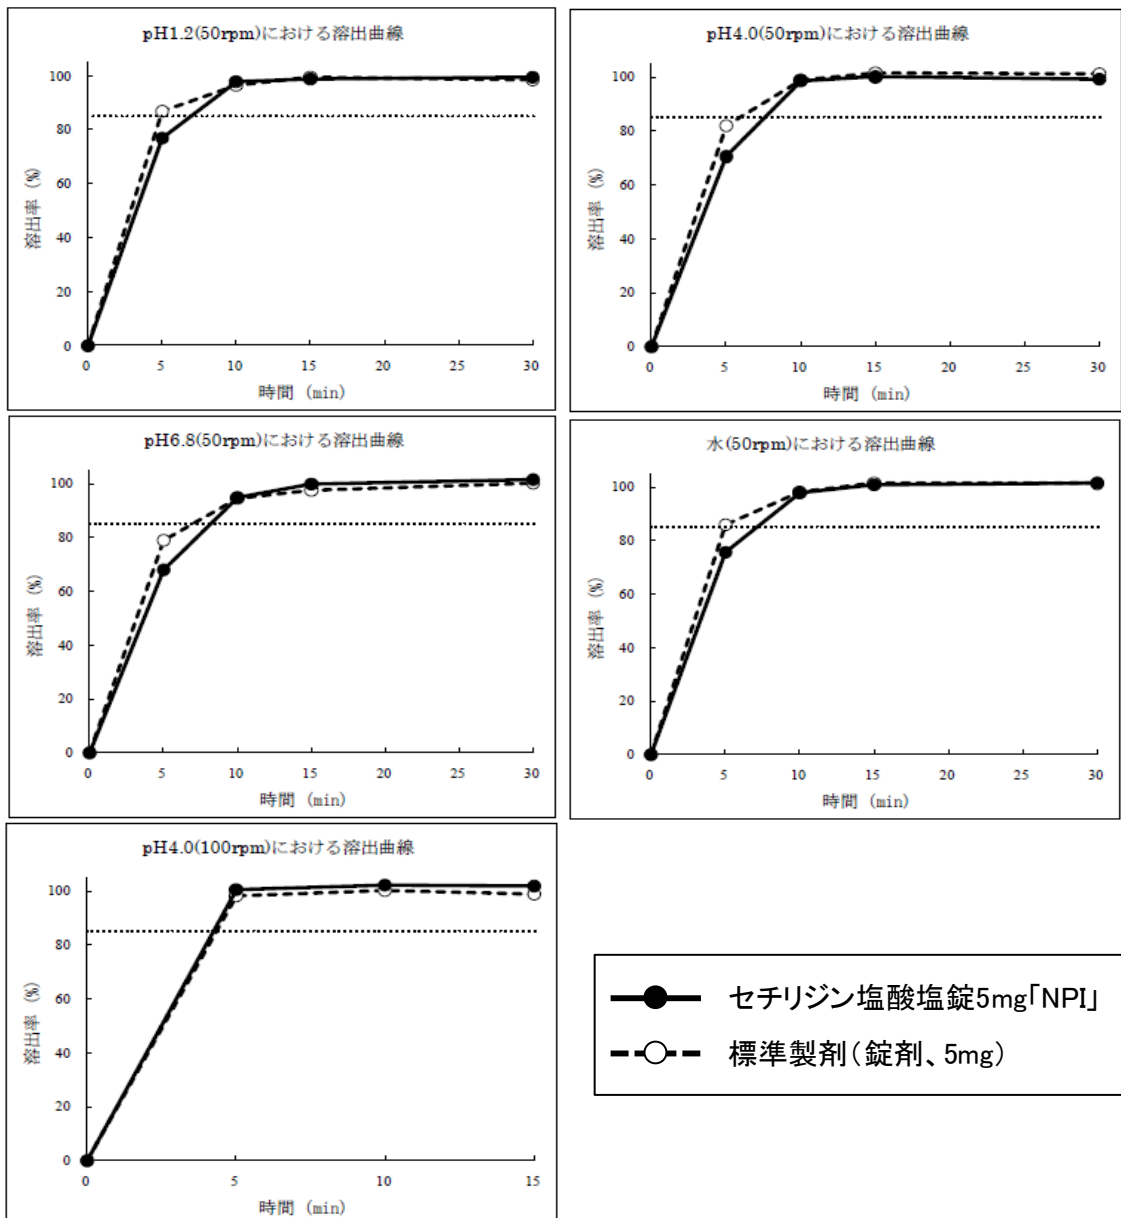 pH1.2(50rpm)における溶出曲線
溶出率 (%)
100
80
60
40
20
0
0 5 10 15 20 25 30
時間 (min)
pH4.0(50rpm)における溶出曲線
溶出率 (%)
100
80
60
40
20
0
0 5 10 15 20 25 30
時間 (min)
pH6.8(50rpm)における溶出曲線
溶出率 (%)
100
80
60
40
20
0
0 5 10 15 20 25 30
時間 (min)
水(50rpm)における溶出曲線
溶出率 (%)
100
80
60
40
20
0
0 5 10 15 20 25 30
時間 (min)
pH4.0(100rpm)における溶出曲線
溶出率 (%)
100
80
60
40
20
0
0 5 10 15
時間 (min)
セチリジン塩酸塩錠5mg「NPI」
標準製剤(錠剤、5mg)